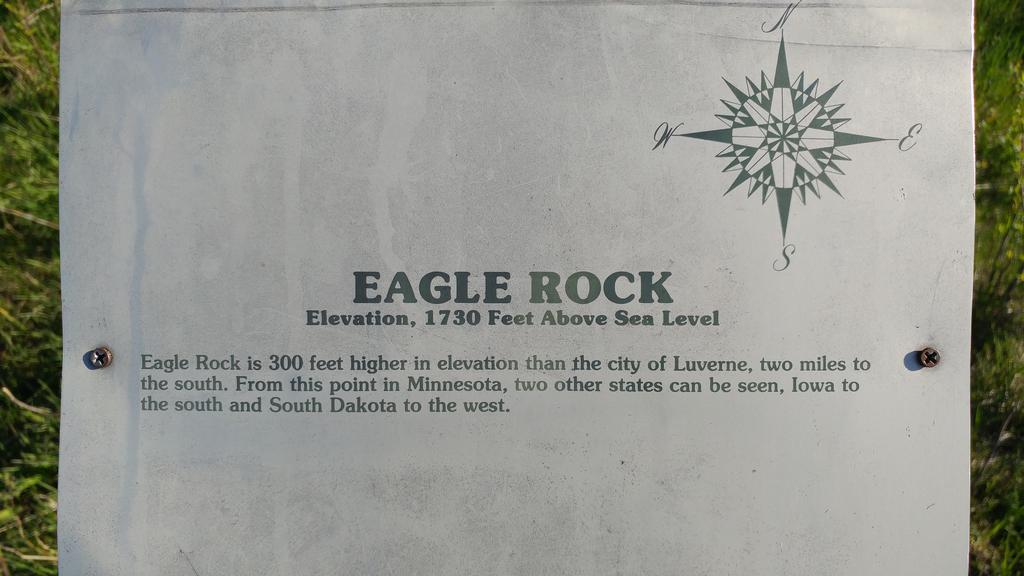 N
W E
S
EAGLE ROCK
Elevation, 1730 Feet Above Sea Level
Eagle Rock is 300 feet higher in elevation than the city of Luverne, two miles to
the south. From this point in Minnesota, two other states can be seen, Iowa to
the south and South Dakota to the west.